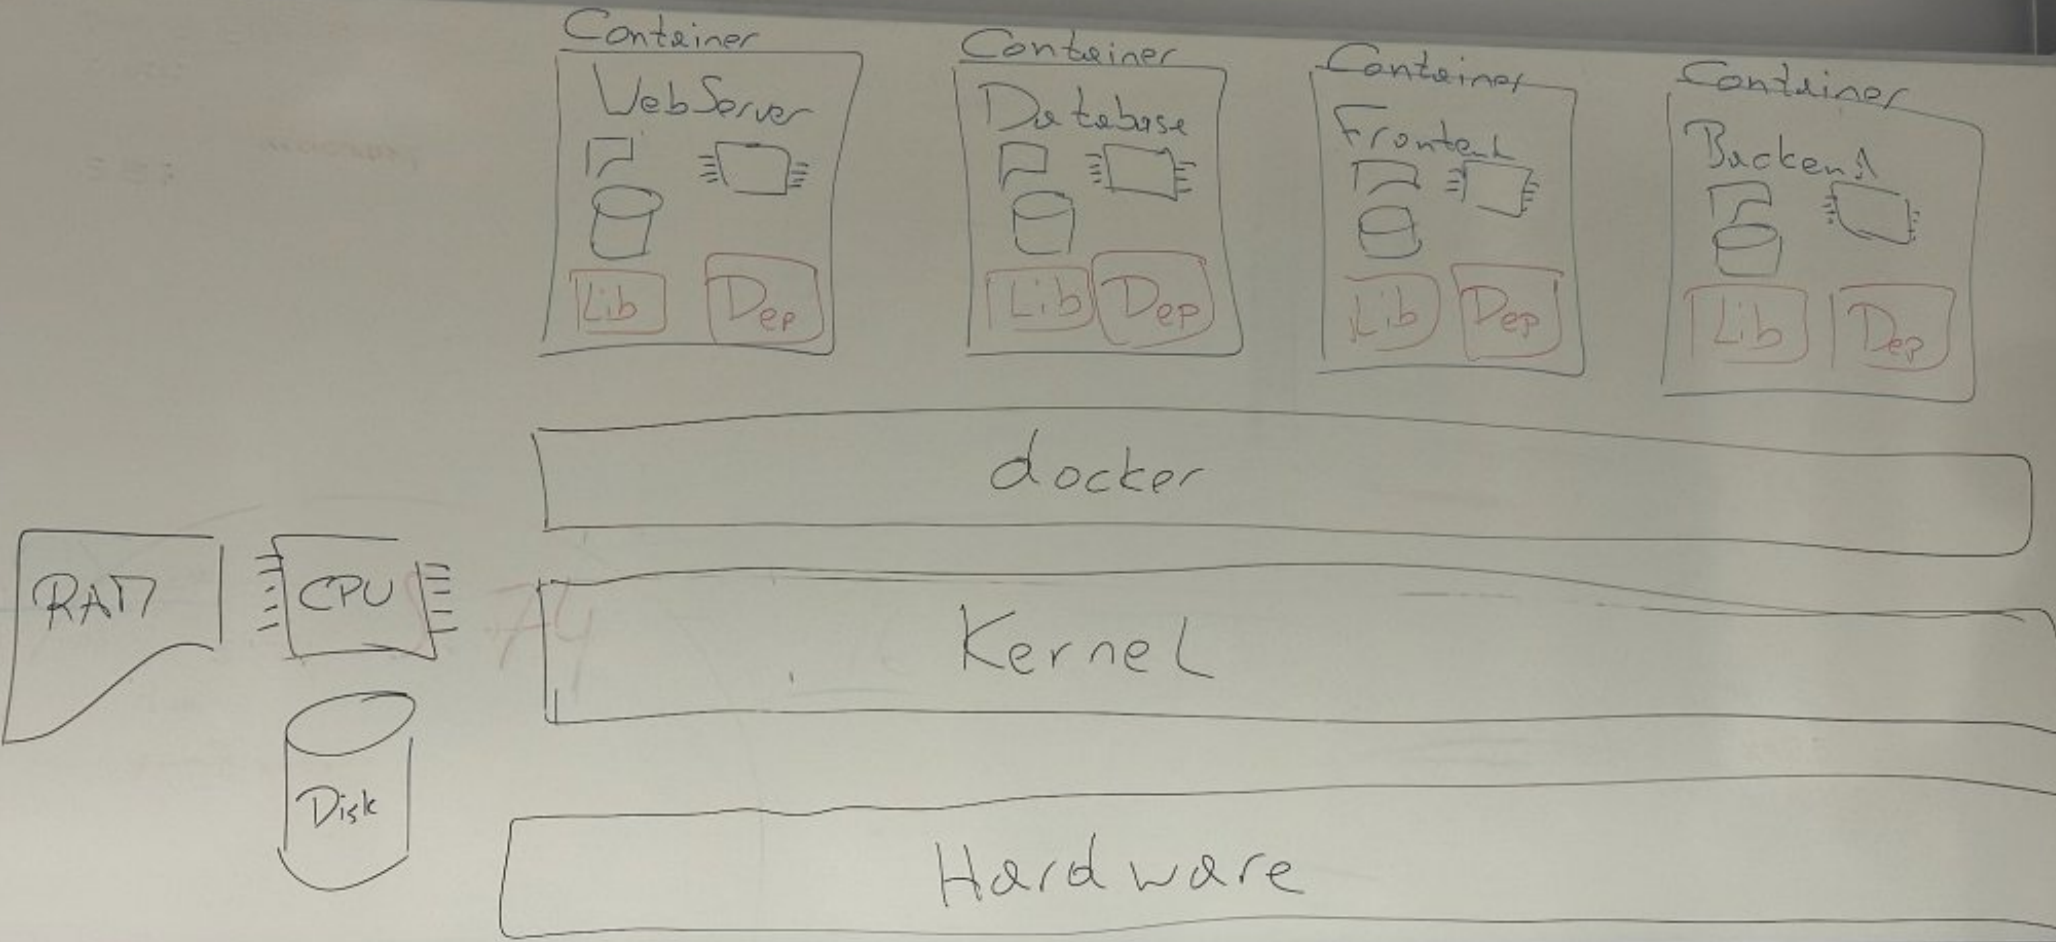 Container Container Container Container
WebServer Database Frontend Backend
Lib Dep Lib Dep Lib Dep Lib Dep
docker
RAM CPU
Kernel
Disk
Hardware